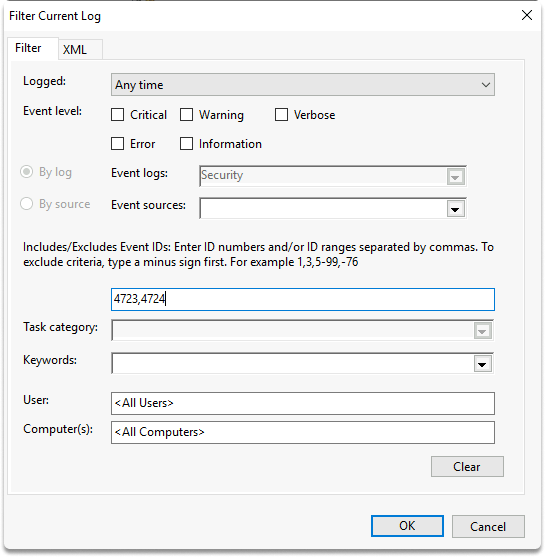 Filter Current Log
Filter XML
Logged: Any time
Event level: Critical Warning Verbose
Error Information
By log Event logs: Security
By source Event sources:
Includes/Excludes Event IDs: Enter ID numbers and/or ID ranges separated by commas. To
exclude criteria, type a minus sign first. For example 1,3,5-99,-76
4723,4724
Task category:
Keywords:
User: <All Users>
Computer(s): <All Computers>
Clear
OK Cancel